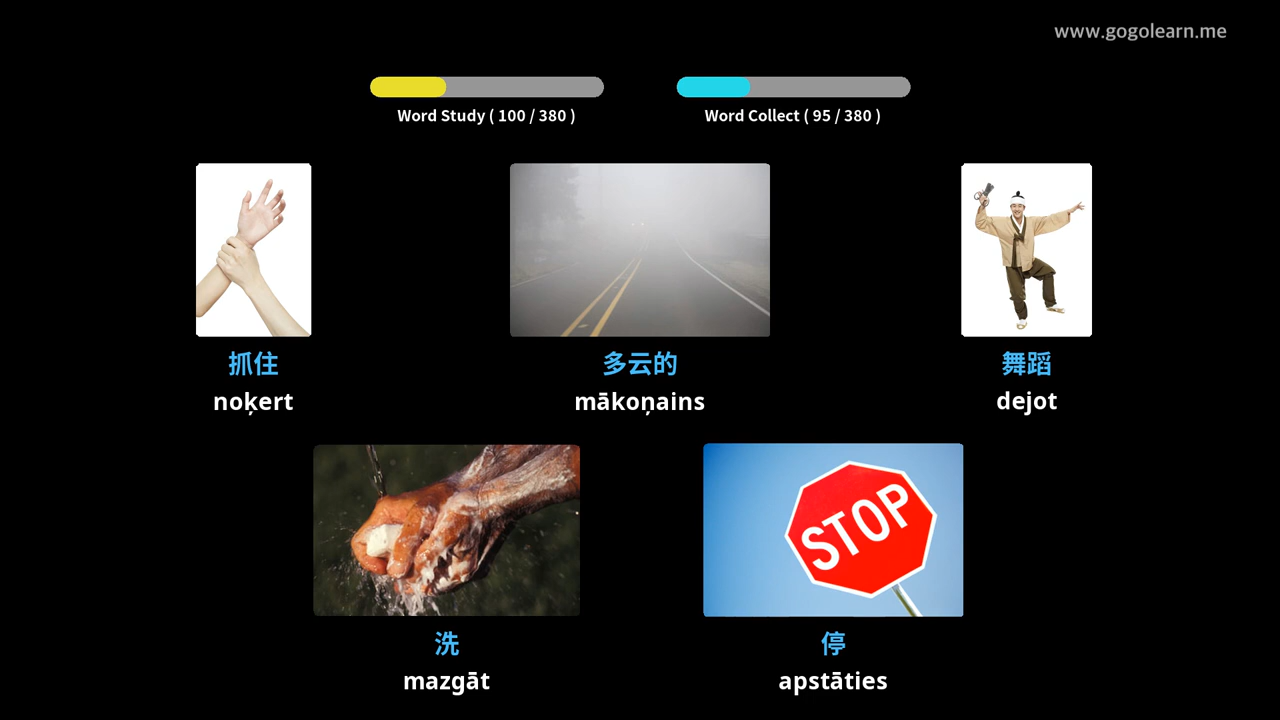 www.gogolearn.me
Word Study ( 100 / 380 )
Word Collect ( 95 / 380 )
抓住
noķert
多云的
mākoņains
舞蹈
dejot
洗
mazgāt
STOP
停
apstāties